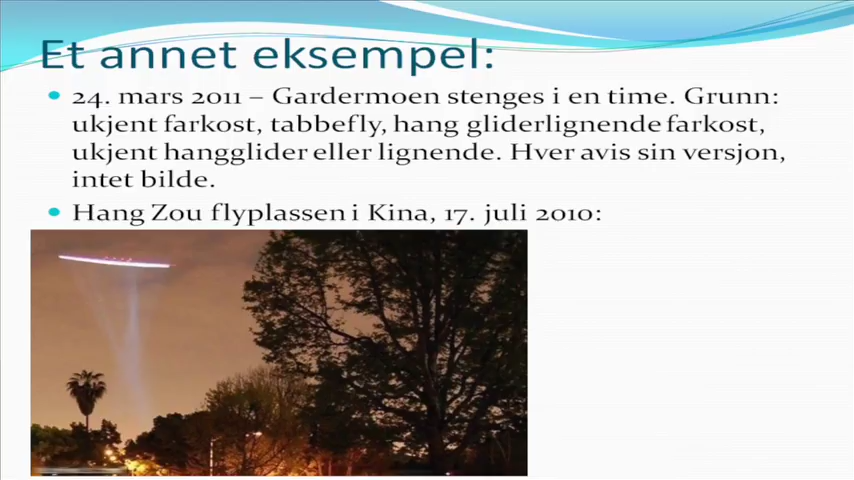 Et annet eksempel:
24. mars 2011 – Gardermoen stenges i en time. Grunn:
ukjent farkost, tabbefly, hang gliderlignende farkost,
ukjent hangglider eller lignende. Hver avis sin versjon,
intet bilde.
Hang Zou flyplassen i Kina, 17. juli 2010: